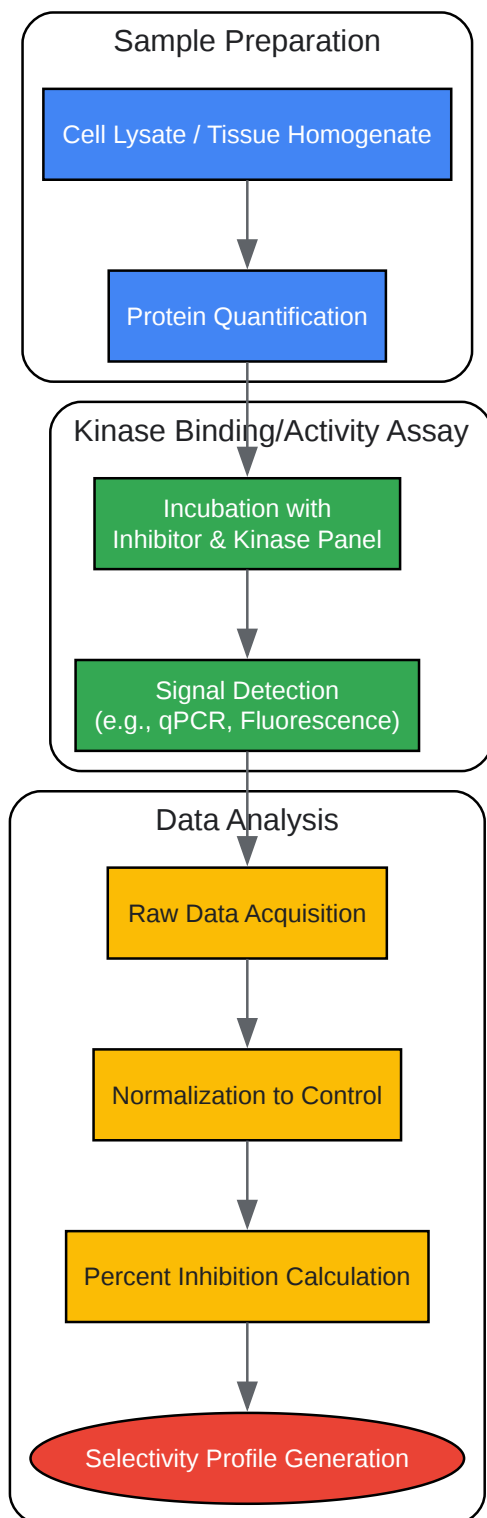 Sample Preparation
Cell Lysate / Tissue Homogenate
Protein Quantification
Kinase Binding/Activity Assay
Incubation with
Inhibitor & Kinase Panel
Signal Detection
(e.g., qPCR, Fluorescence)
Data Analysis
Raw Data Acquisition
Normalization to Control
Percent Inhibition Calculation
Selectivity Profile Generation